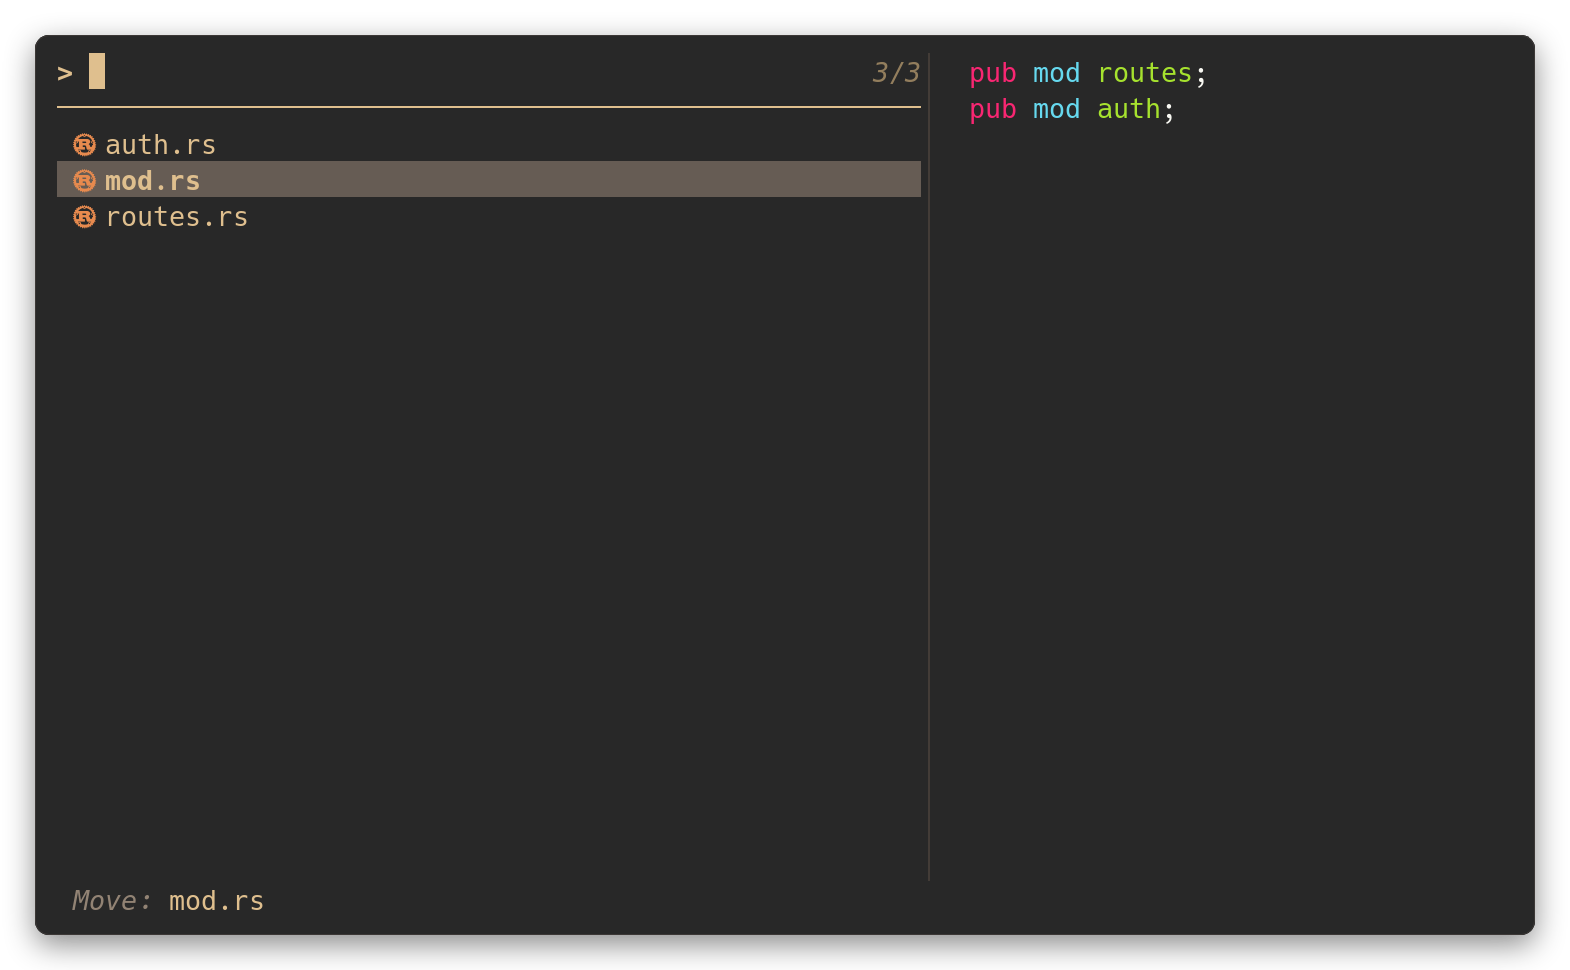 > 3/3
auth.rs
mod.rs
routes.rs
Move: mod.rs
pub mod routes;
pub mod auth;